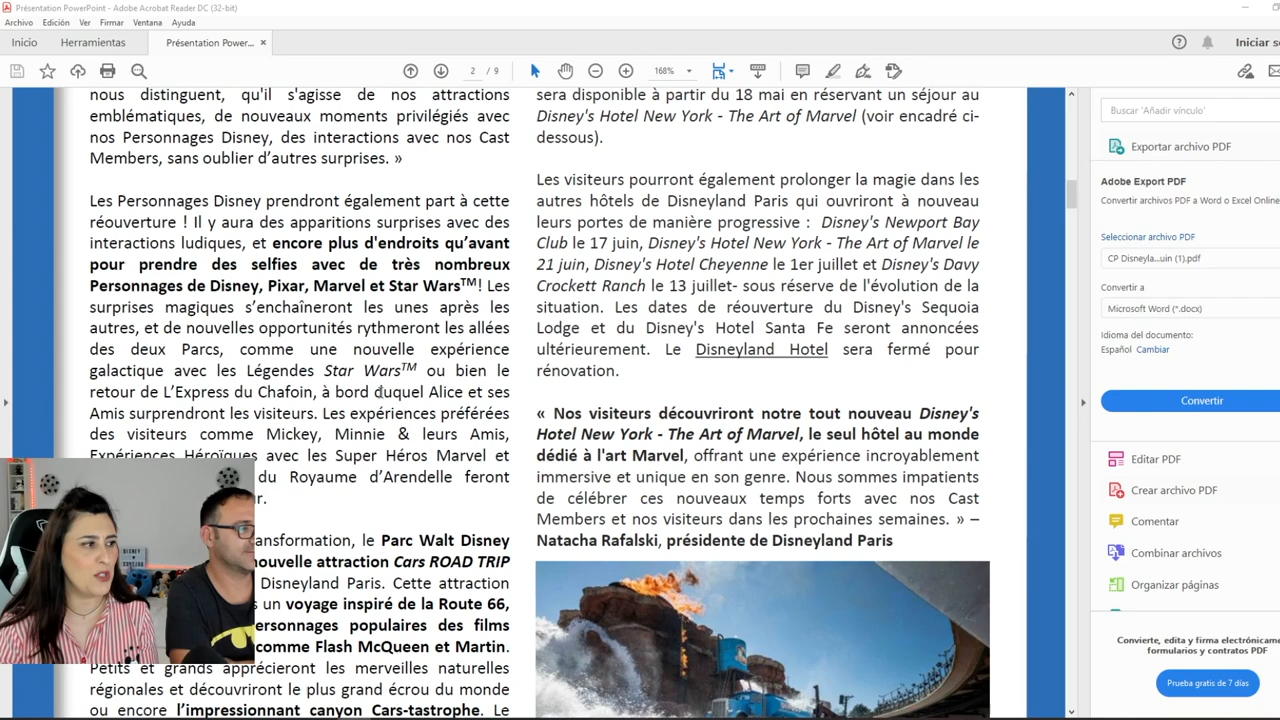 Présentation PowerPoint - Adobe Acrobat Reader DC (32-bit)
Archivo Edición Ver Firmar Ventana Ayuda
Inicio Herramientas Présentation Power... ×
Iniciar
2 / 9 168%
nous distinguent, qu'il s'agisse de nos attractions
emblématiques, de nouveaux moments privilégiés avec
nos Personnages Disney, des interactions avec nos Cast
Members, sans oublier d’autres surprises. »
Les Personnages Disney prendront également part à cette
réouverture ! Il y aura des apparitions surprises avec des
interactions ludiques, et encore plus d'endroits qu’avant
pour prendre des selfies avec de très nombreux
Personnages de Disney, Pixar, Marvel et Star Wars™! Les
surprises magiques s’enchaîneront les unes après les
autres, et de nouvelles opportunités rythmeront les allées
des deux Parcs, comme une nouvelle expérience
galactique avec les Légendes Star Wars™ ou bien le
retour de L’Express du Chafoin, à bord duquel Alice et ses
Amis surprendront les visiteurs. Les expériences préférées
des visiteurs comme Mickey, Minnie & leurs Amis,
Expériences Héroïques avec les Super Héros Marvel et
du Royaume d’Arendelle feront
le Parc Walt Disney
nouvelle attraction Cars ROAD TRIP
Disneyland Paris. Cette attraction
un voyage inspiré de la Route 66,
populaires des films
comme Flash McQueen et Martin.
Petits et grands apprécieront les merveilles naturelles
régionales et découvriront le plus grand écrou du monde
ou encore l’impressionnant canyon Cars-tastrophe. Le
sera disponible à partir du 18 mai en réservant un séjour au
Disney's Hotel New York - The Art of Marvel (voir encadré ci-
dessous).
Les visiteurs pourront également prolonger la magie dans les
autres hôtels de Disneyland Paris qui ouvriront à nouveau
leurs portes de manière progressive : Disney's Newport Bay
Club le 17 juin, Disney's Hotel New York - The Art of Marvel le
21 juin, Disney's Hotel Cheyenne le 1er juillet et Disney's Davy
Crockett Ranch le 13 juillet- sous réserve de l'évolution de la
situation. Les dates de réouverture du Disney's Sequoia
Lodge et du Disney's Hotel Santa Fe seront annoncées
ultérieurement. Le Disneyland Hotel sera fermé pour
rénovation.
« Nos visiteurs découvriront notre tout nouveau Disney's
Hotel New York - The Art of Marvel, le seul hôtel au monde
dédié à l'art Marvel, offrant une expérience incroyablement
immersive et unique en son genre. Nous sommes impatients
de célébrer ces nouveaux temps forts avec nos Cast
Members et nos visiteurs dans les prochaines semaines. » –
Natacha Rafalski, présidente de Disneyland Paris
Buscar 'Añadir vínculo'
Exportar archivo PDF
Adobe Export PDF
Convertir archivos PDF a Word o Excel Online
Seleccionar archivo PDF
CP Disneyla...uin (1).pdf
Convertir a
Microsoft Word (*.docx)
Idioma del documento:
Español Cambiar
Convertir
Editar PDF
Crear archivo PDF
Comentar
Combinar archivos
Organizar páginas
Convierte, edita y firma
formularios y contratos PDF
Prueba gratis de 7 días